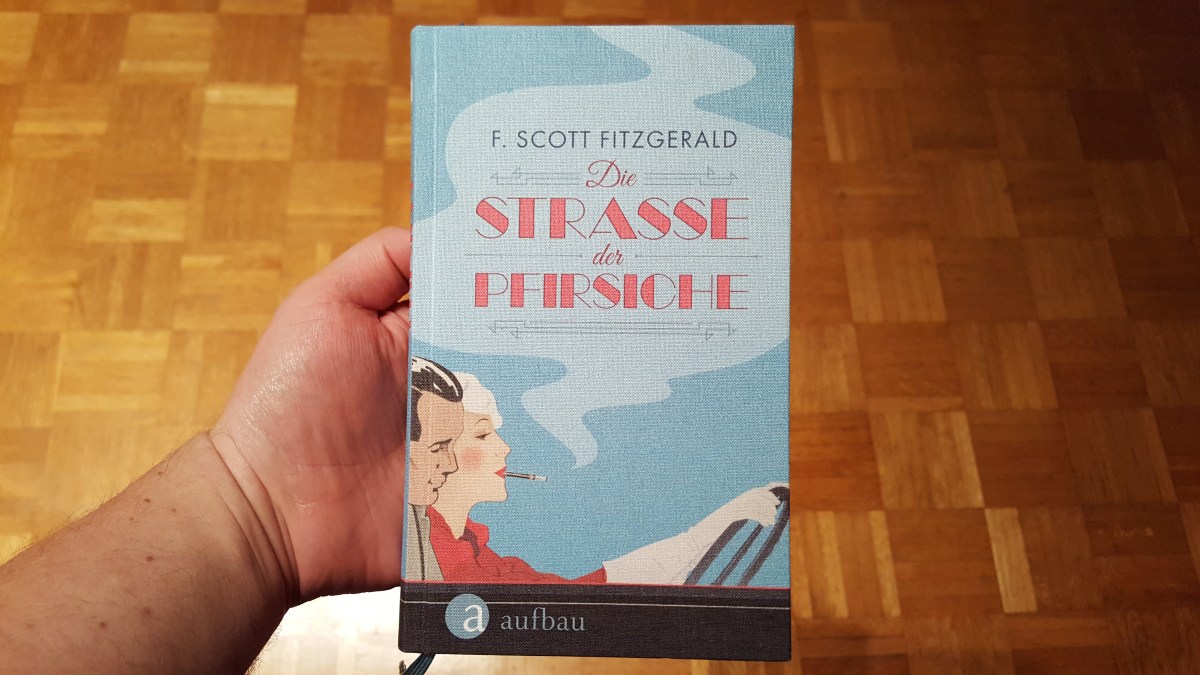 F. SCOTT FITZGERALD
Die
STRASSE
der
PFIRSICHE
a aufbau